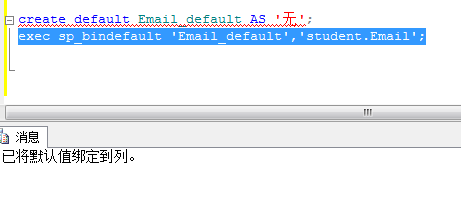 create default Email_default AS '无';
exec sp_bindefault 'Email_default','student.Email';
消息
已将默认值绑定到列。